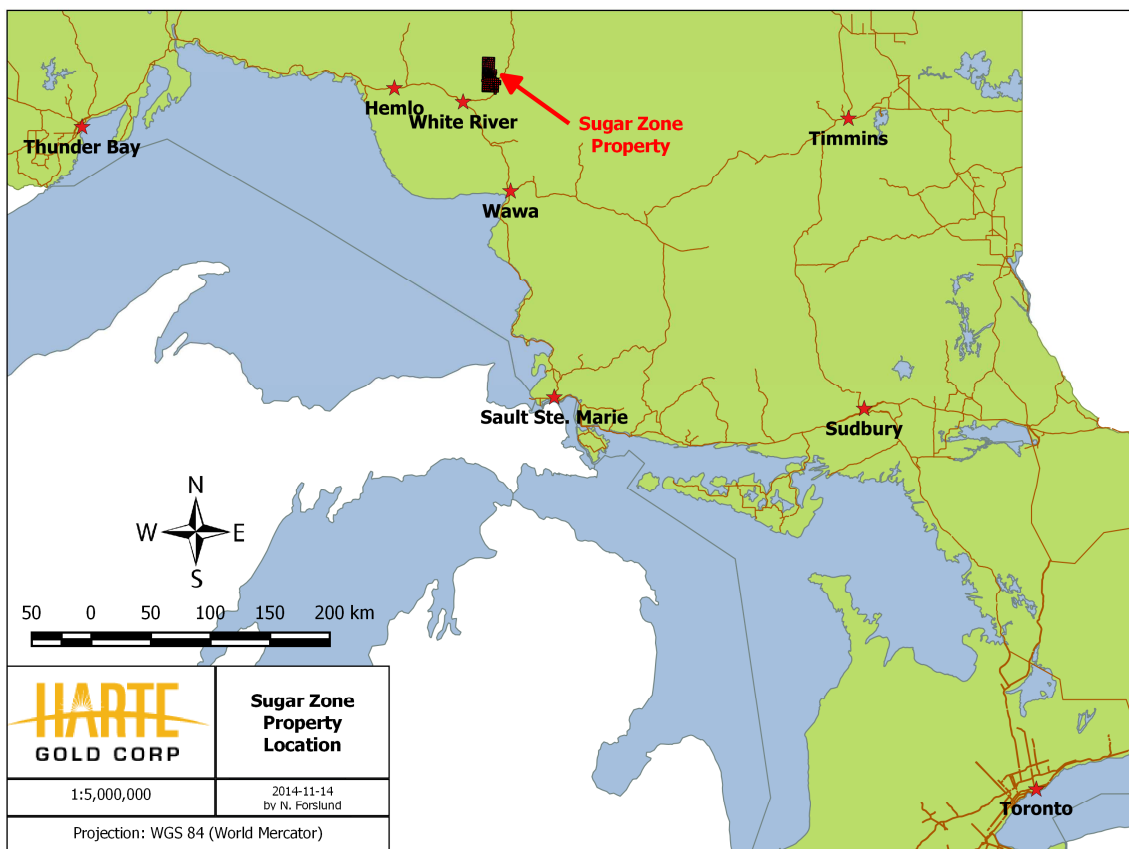 Hemlo
White River
Thunder Bay
Sugar Zone
Property
Timmins
Wawa
Sault Ste. Marie
Sudbury
N
W E
S
50 0 50 100 150 200 km
HARTE
GOLD CORP
Sugar Zone
Property
Location
1:5,000,000
2014-11-14
by N. Forslund
Projection: WGS 84 (World Mercator)
Toronto